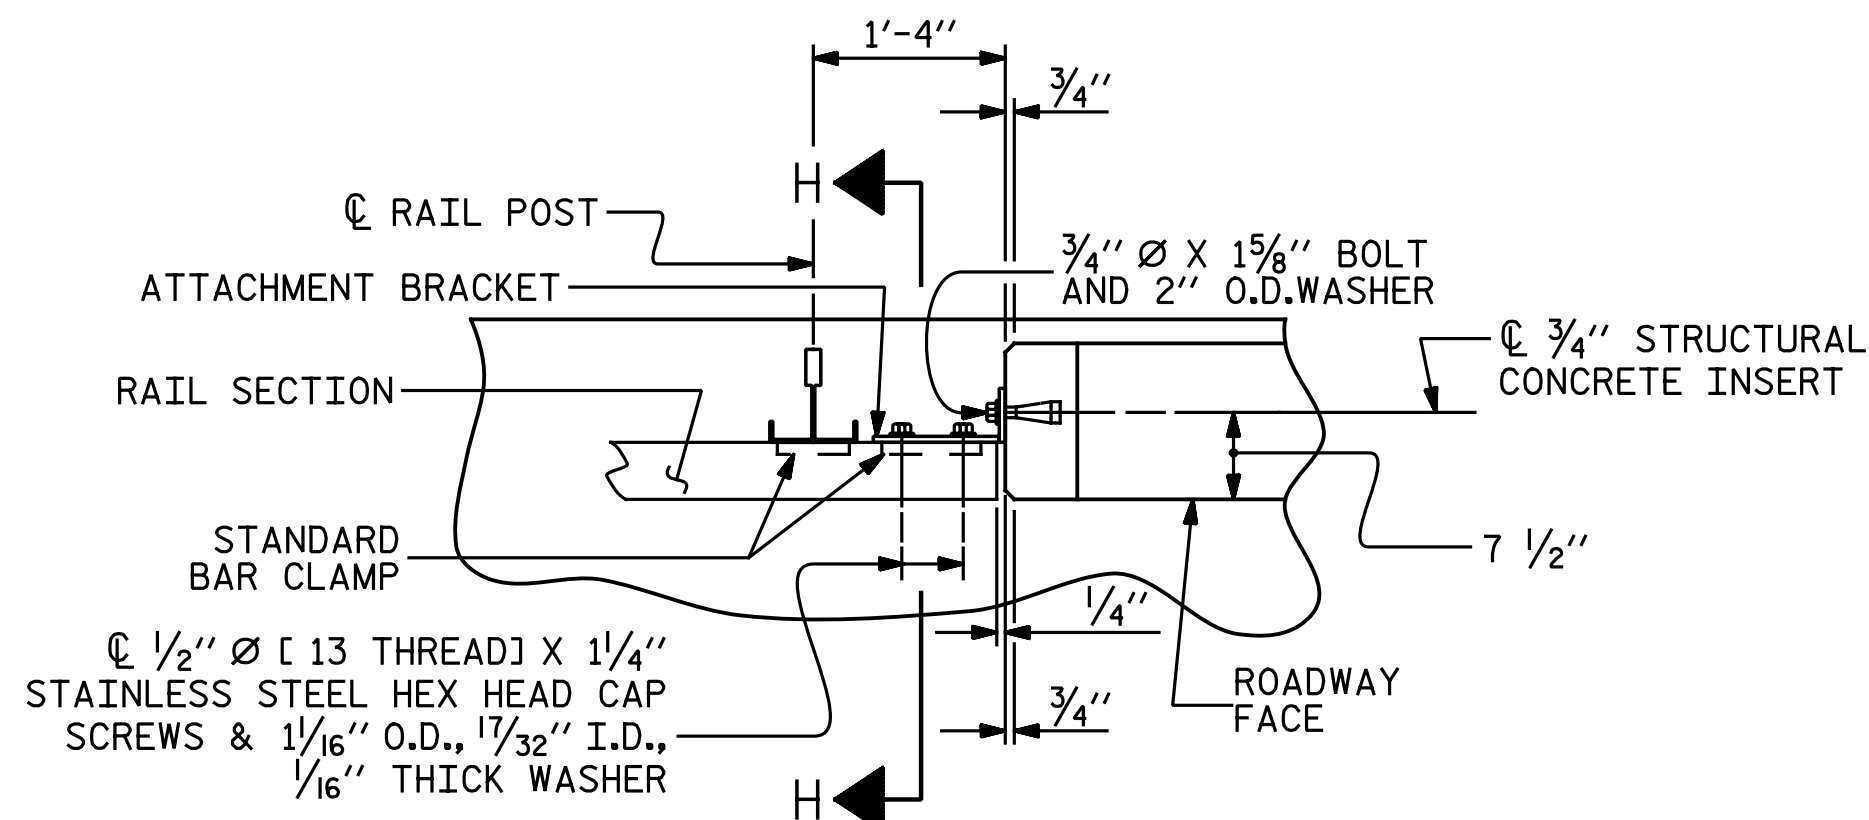 1'-4"
3/4"
H
℄ RAIL POST
3/4" Ø X 1 5/8" BOLT
AND 2" O.D.WASHER
ATTACHMENT BRACKET
℄ 3/4" STRUCTURAL
CONCRETE INSERT
RAIL SECTION
STANDARD
BAR CLAMP
7 1/2"
1/4"
℄ 1/2" Ø [ 13 THREAD] X 1 1/4"
STAINLESS STEEL HEX HEAD CAP
SCREWS & 1 1/16" O.D., 17/32" I.D.,
1/16" THICK WASHER
3/4"
ROADWAY
FACE
H